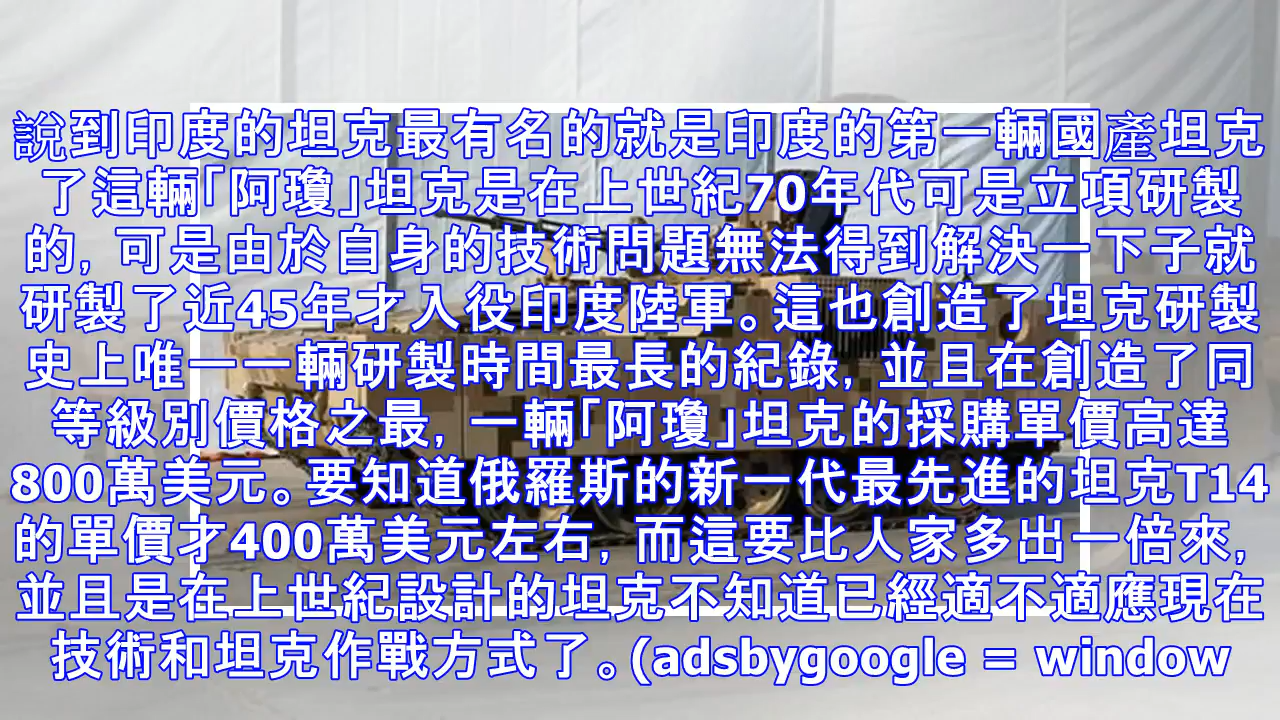 說到印度的坦克最有名的就是印度的第一輛國產坦克
了這輛「阿瓊」坦克是在上世紀70年代可是立項研製
的, 可是由於自身的技術問題無法得到解決一下子就
研製了近45年才入役印度陸軍。這也創造了坦克研製
史上唯一一輛研製時間最長的紀錄, 並且在創造了同
等級別價格之最, 一輛「阿瓊」坦克的採購單價高達
800萬美元。要知道俄羅斯的新一代最先進的坦克T14
的單價才400萬美元左右, 而這要比人家多出一倍來,
並且是在上世紀設計的坦克不知道已經適不適應現在
技術和坦克作戰方式了。(adsbygoogle = window